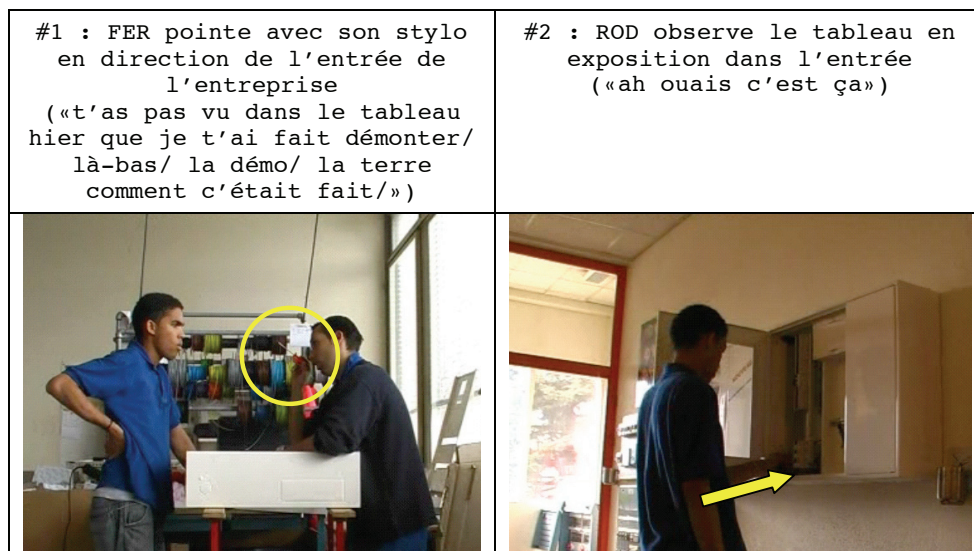 #1 : FER pointe avec son stylo
en direction de l'entrée de
l'entreprise
(«t'as pas vu dans le tableau
hier que je t'ai fait démonter/
là-bas/ la démo/ la terre
comment c'était fait/»)
#2 : ROD observe le tableau en
exposition dans l'entrée
(«ah ouais c'est ça»)